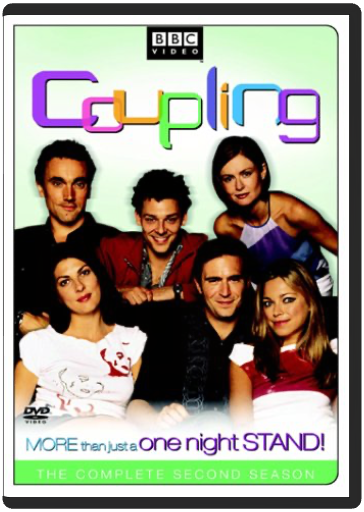 BBC
VIDEO
Coupling
DVD
VIDEO
MORE than just a one night STAND!
THE COMPLETE SECOND SEASON